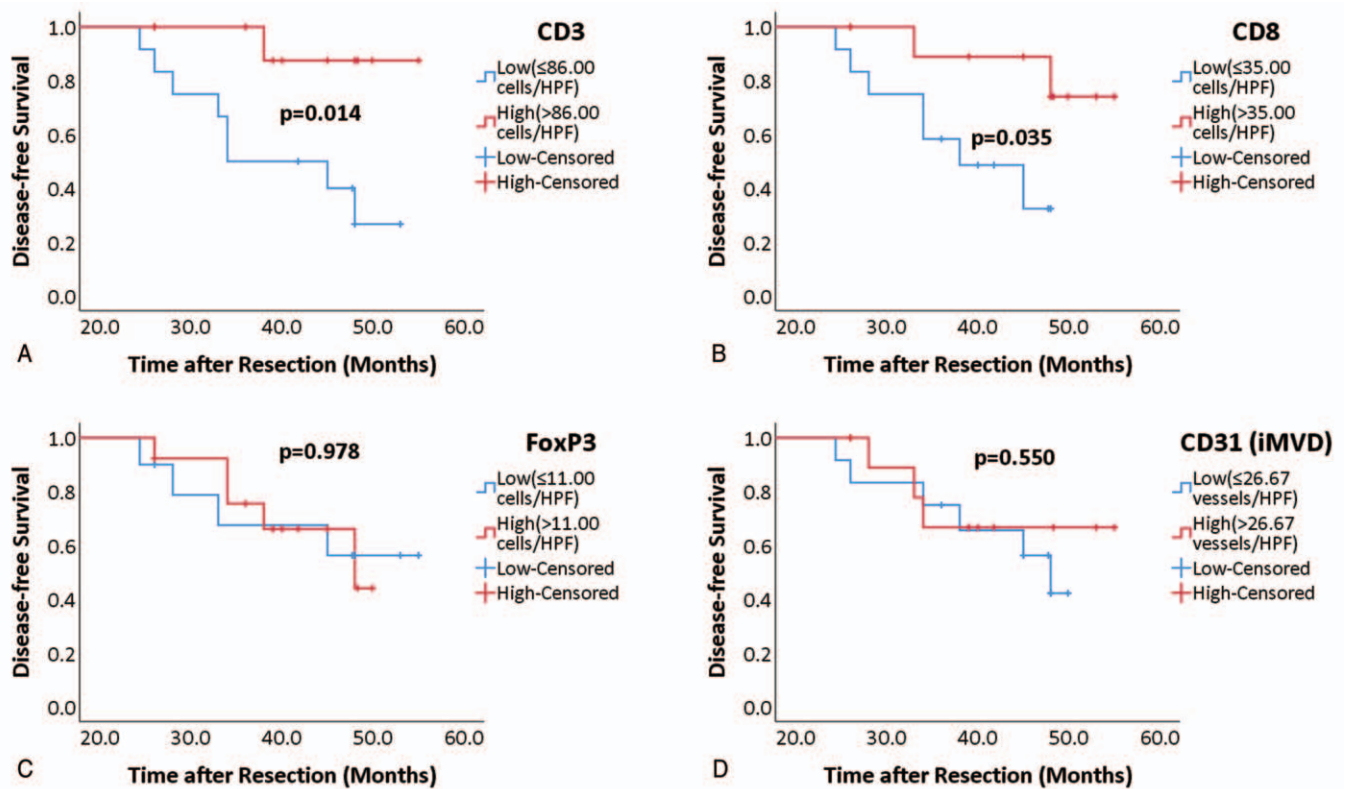 CD3
1.0
0.8
0.6
0.4
0.2
0.0
Disease-free Survival
p=0.014
Low(≤86.00
cells/HPF)
High(>86.00
cells/HPF)
Low-Censored
High-Censored
20.0 30.0 40.0 50.0 60.0
A
Time after Resection (Months)
CD8
1.0
0.8
0.6
0.4
0.2
0.0
Disease-free Survival
p=0.035
Low(≤35.00
cells/HPF)
High(>35.00
cells/HPF)
Low-Censored
High-Censored
20.0 30.0 40.0 50.0 60.0
B
Time after Resection (Months)
FoxP3
1.0
0.8
0.6
0.4
0.2
0.0
Disease-free Survival
p=0.978
Low(≤11.00
cells/HPF)
High(>11.00
cells/HPF)
Low-Censored
High-Censored
20.0 30.0 40.0 50.0 60.0
C
Time after Resection (Months)
CD31 (iMVD)
1.0
0.8
0.6
0.4
0.2
0.0
Disease-free Survival
p=0.550
Low(≤26.67
vessels/HPF)
High(>26.67
vessels/HPF)
Low-Censored
High-Censored
20.0 30.0 40.0 50.0 60.0
D
Time after Resection (Months)